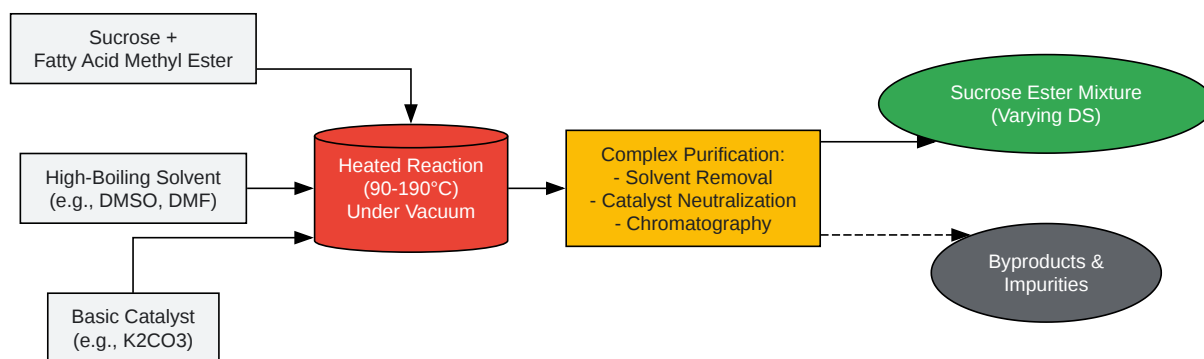 Sucrose +
Fatty Acid Methyl Ester
High-Boiling Solvent
(e.g., DMSO, DMF)
Basic Catalyst
(e.g., K2CO3)
Heated Reaction
(90-190°C)
Under Vacuum
Complex Purification:
- Solvent Removal
- Catalyst Neutralization
- Chromatography
Sucrose Ester Mixture
(Varying DS)
Byproducts &
Impurities